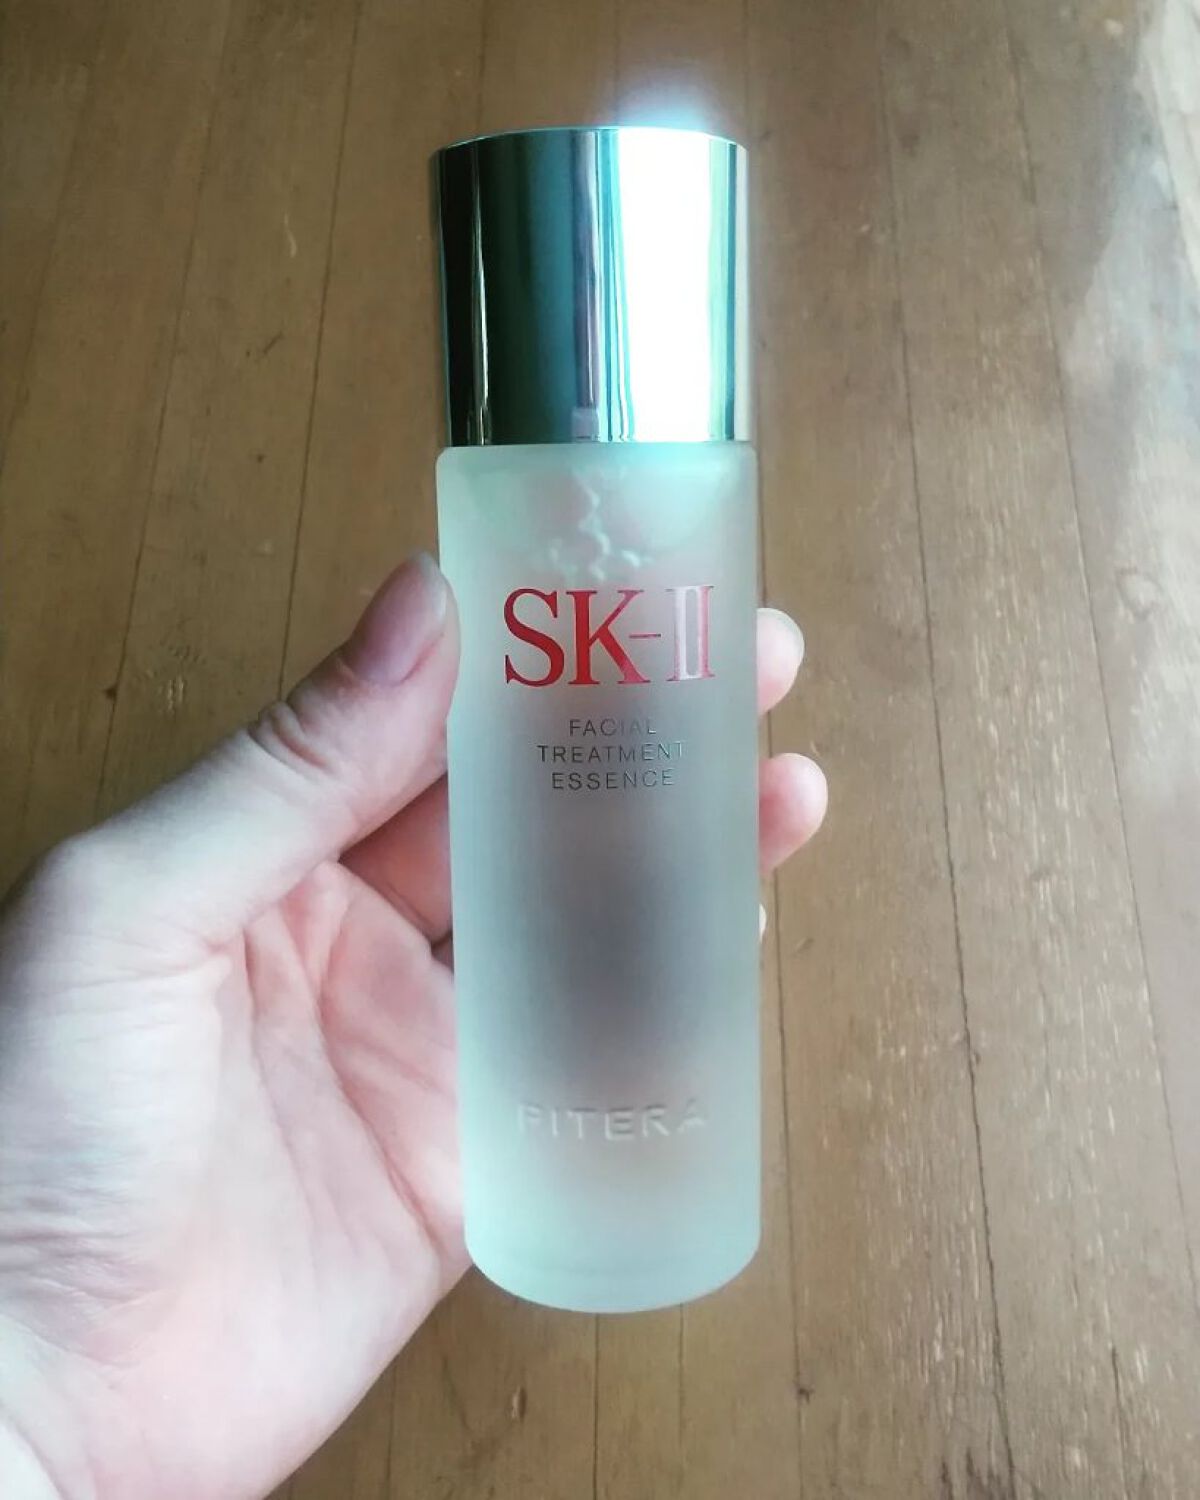 SK-II
FACIAL
TREATMENT
ESSENCE
PITERA